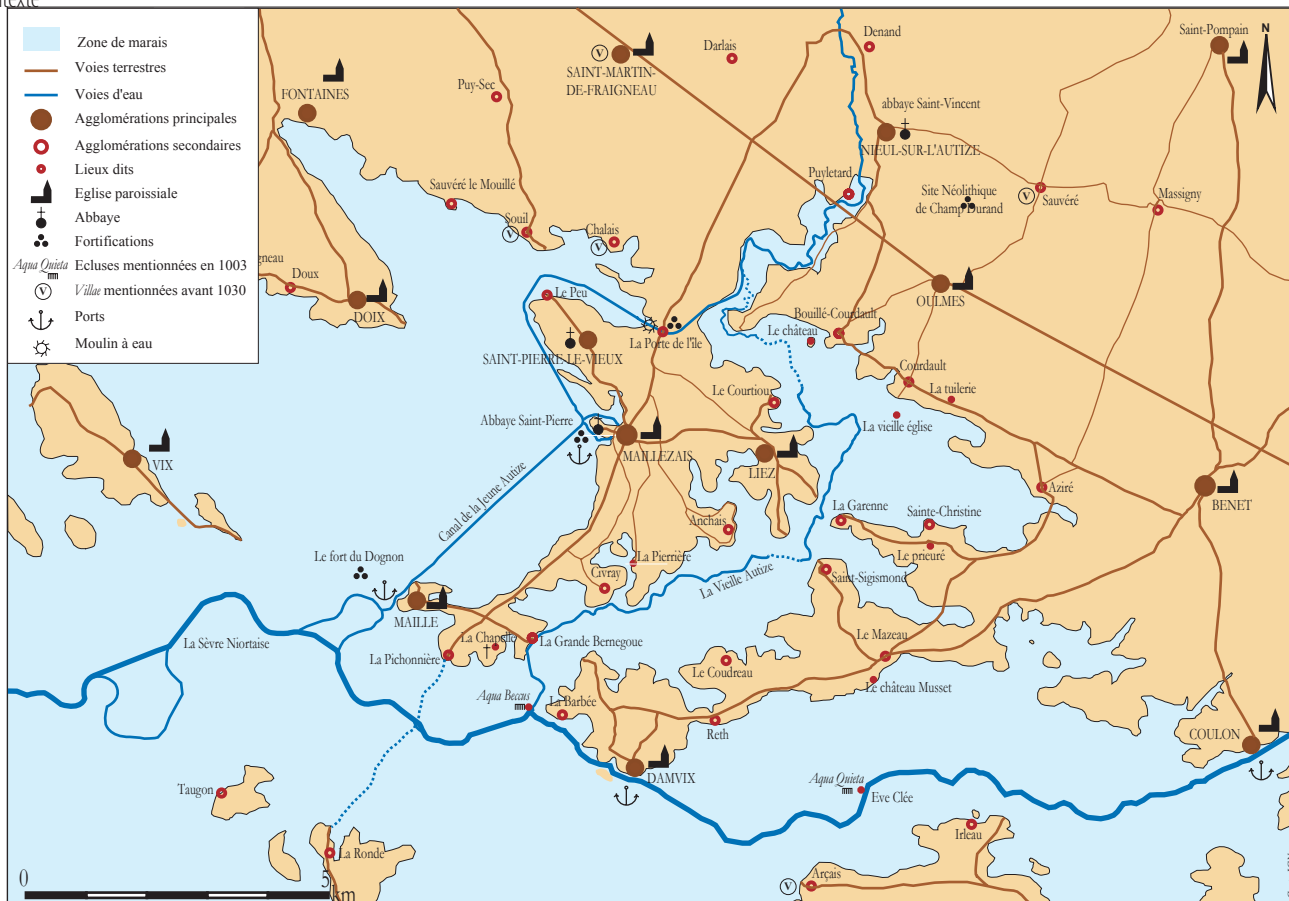 Zone de marais
Voies terrestres
Voies d'eau
Agglomérations principales
Agglomérations secondaires
Lieux dits
Eglise paroissiale
Abbaye
Fortifications
Aqua Quieta Ecluses mentionnées en 1003
V Villae mentionnées avant 1030
Ports
Moulin à eau
N
Saint-Pompain
Denand
Darlais
V
SAINT-MARTIN-
DE-FRAIGNEAU
Puy-Sec
FONTAINES
abbaye Saint-Vincent
NIEUL-SUR-L'AUTIZE
Puyletard
Site Néolithique
de Champ Durand
V
Sauvéré
Massigny
Sauvéré le Mouillé
Souil
V
Chalais
V
Doux
DOIX
Le Peu
OULMES
La Porte de l'île
Bouillé-Courdault
Le château
SAINT-PIERRE-LE-VIEUX
Courdault
La tuilerie
Le Courtiou
La vieille église
Abbaye Saint-Pierre
MAILLEZAIS
LIEZ
VIX
Canal de la Jeune Autize
Aziré
BENET
La Garenne
Sainte-Christine
Anchais
Le prieuré
La Pierrière
Le fort du Dognon
Civray
La Vieille Autize
Saint-Sigismond
MAILLE
La Sèvre Niortaise
La Chapelle
La Grande Bernegoue
La Pichonnière
Le Mazeau
Le Coudreau
Le château Musset
Aqua Beccus
La Barbée
Reth
COULON
DAMVIX
Aqua Quieta
Eve Clée
Taugon
Irleau
La Ronde
V
Arçais
0
5
km